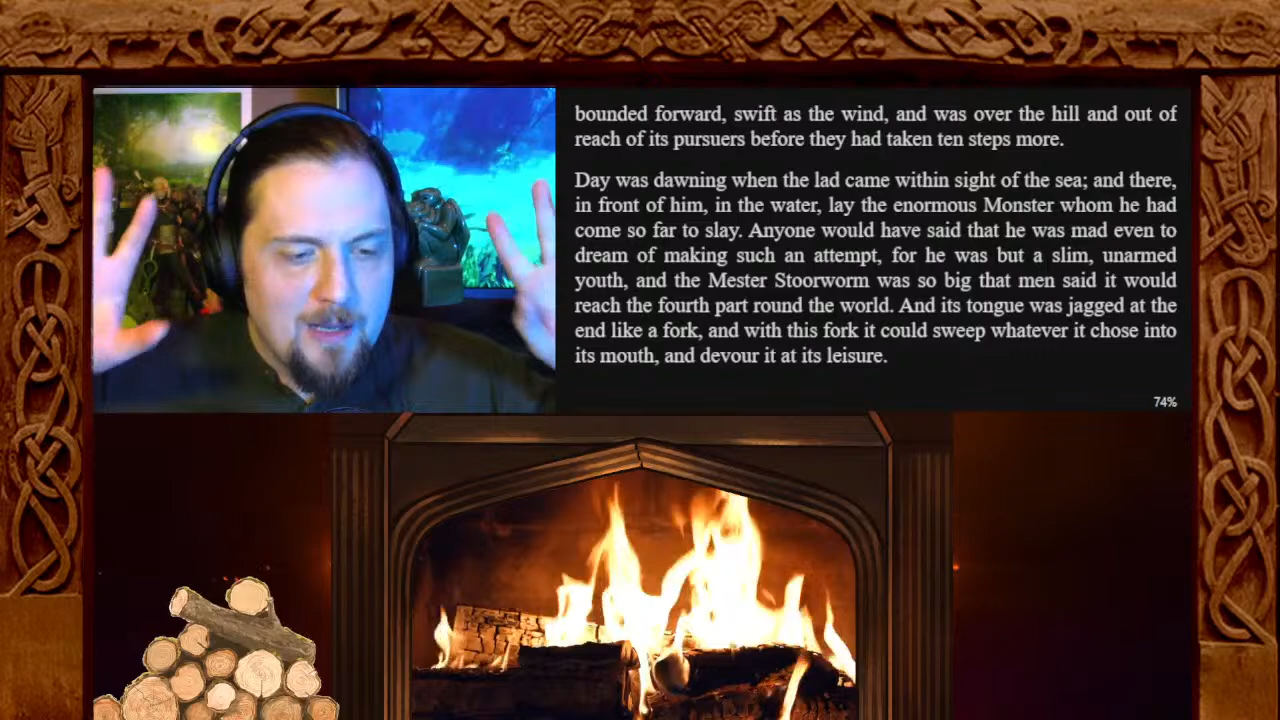 bounded forward, swift as the wind, and was over the hill and out of
reach of its pursuers before they had taken ten steps more.
Day was dawning when the lad came within sight of the sea; and there,
in front of him, in the water, lay the enormous Monster whom he had
come so far to slay. Anyone would have said that he was mad even to
dream of making such an attempt, for he was but a slim, unarmed
youth, and the Mester Stoorworm was so big that men said it would
reach the fourth part round the world. And its tongue was jagged at the
end like a fork, and with this fork it could sweep whatever it chose into
its mouth, and devour it at its leisure.
74%